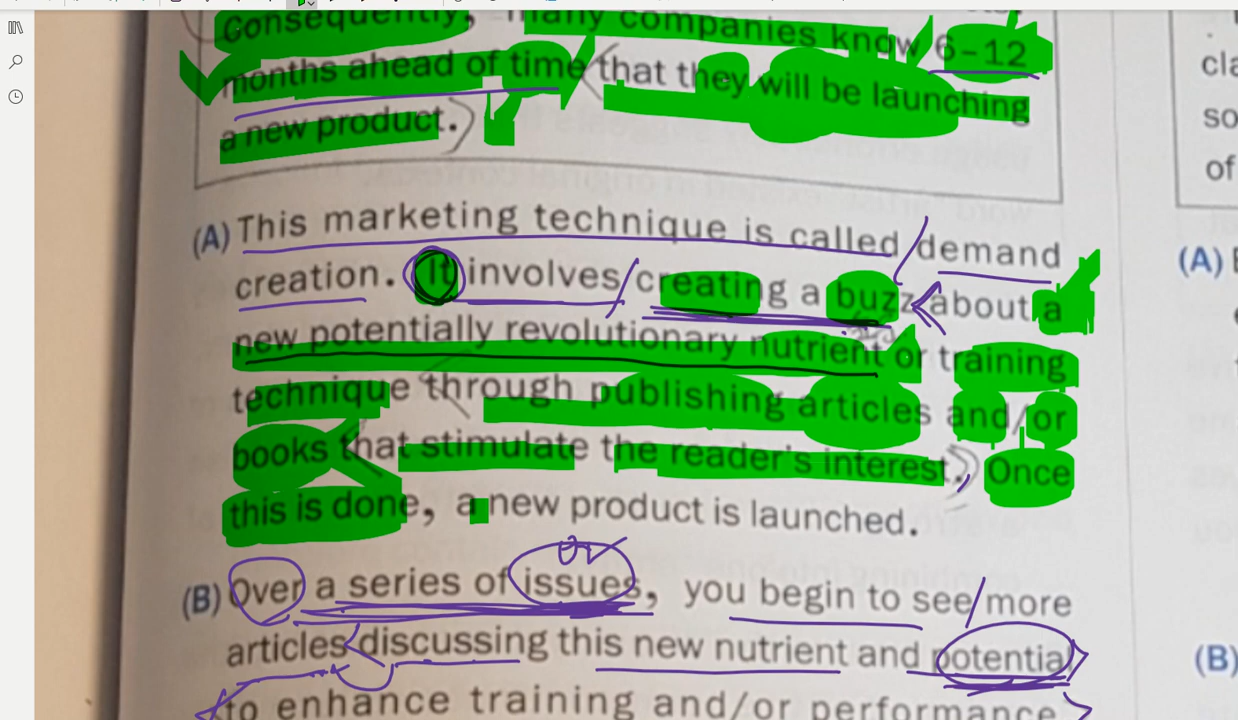 Consequently, many companies know 6-12
months ahead of time that they will be launching
a new product.
(A) This marketing technique is called demand
creation. It involves creating a buzz about a
new potentially revolutionary nutrient or training
technique through publishing articles and/or
books that stimulate the reader's interest. Once
this is done, a new product is launched.
(B) Over a series of issues, you begin to see more
articles discussing this new nutrient and potential
to enhance training and/or performance
cla
so
of
(A)
(B)